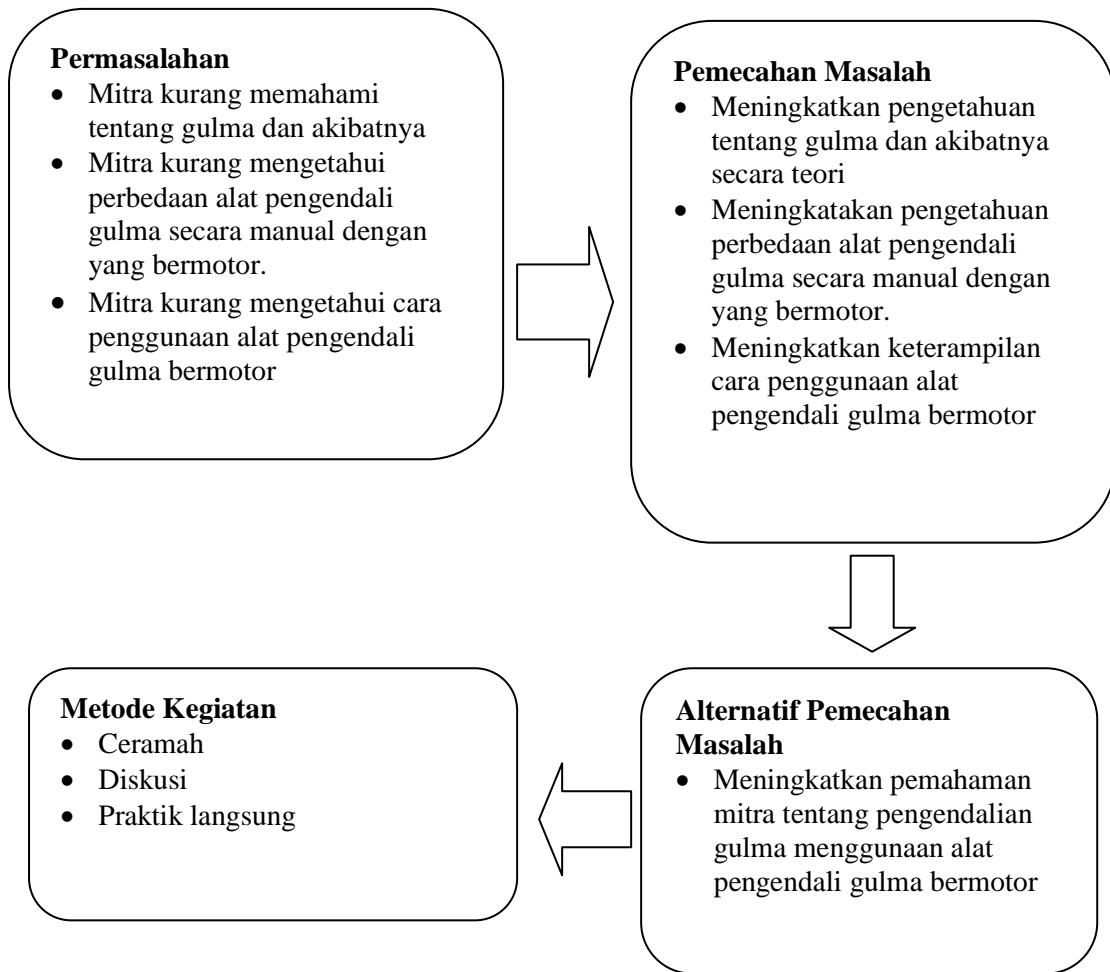 Permasalahan
• Mitra kurang memahami
tentang gulma dan akibatnya
• Mitra kurang mengetahui
perbedaan alat pengendali
gulma secara manual dengan
yang bermotor.
• Mitra kurang mengetahui cara
penggunaan alat pengendali
gulma bermotor
Pemecahan Masalah
• Meningkatkan pengetahuan
tentang gulma dan akibatnya
secara teori
• Meningkatakan pengetahuan
perbedaan alat pengendali
gulma secara manual dengan
yang bermotor.
• Meningkatkan keterampilan
cara penggunaan alat
pengendali gulma bermotor
Alternatif Pemecahan
Masalah
• Meningkatkan pemahaman
mitra tentang pengendalian
gulma menggunaan alat
pengendali gulma bermotor
Metode Kegiatan
• Ceramah
• Diskusi
• Praktik langsung